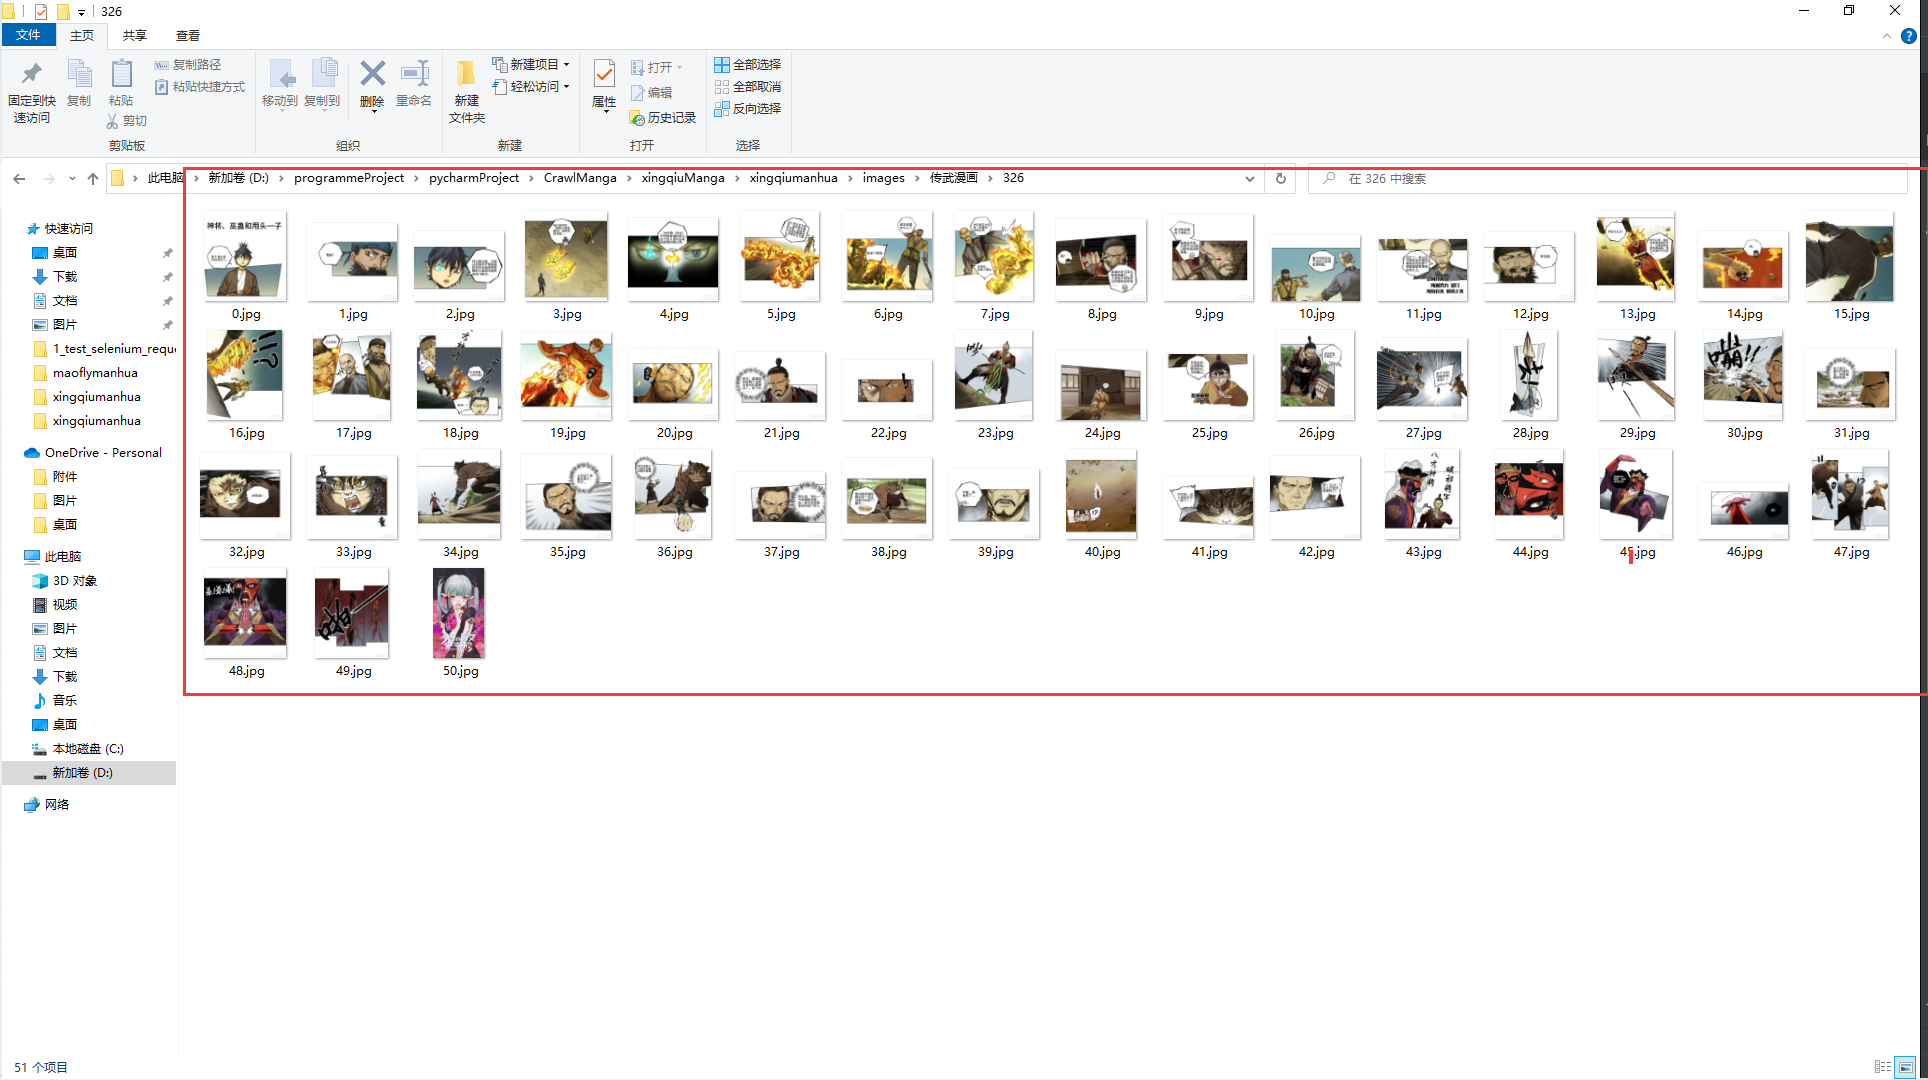 326
文件 主页 共享 查看
固定到快速访问
复制
粘贴
复制路径
粘贴快捷方式
剪切
剪贴板
移动到 复制到 删除 重命名
组织
新建文件夹
新建项目
轻松访问
新建
属性
打开
编辑
历史记录
打开
全部选择
全部取消
反向选择
选择
此电脑 › 新加卷 (D:) › programmeProject › pycharmProject › CrawlManga › xingqiuManga › xingqiumanhua › images › 传武漫画 › 326
在 326 中搜索
快速访问
桌面
下载
文档
图片
1_test_selenium_reque
maoflymanhua
xingqiumanhua
xingqiumanhua
OneDrive - Personal
附件
图片
桌面
此电脑
3D 对象
视频
图片
文档
下载
音乐
桌面
本地磁盘 (C:)
新加卷 (D:)
网络
神将、巫蛊和甩头一子
0.jpg 1.jpg 2.jpg 3.jpg 4.jpg 5.jpg 6.jpg 7.jpg 8.jpg 9.jpg 10.jpg 11.jpg 12.jpg 13.jpg 14.jpg 15.jpg
16.jpg 17.jpg 18.jpg 19.jpg 20.jpg 21.jpg 22.jpg 23.jpg 24.jpg 25.jpg 26.jpg 27.jpg 28.jpg 29.jpg 30.jpg 31.jpg
32.jpg 33.jpg 34.jpg 35.jpg 36.jpg 37.jpg 38.jpg 39.jpg 40.jpg 41.jpg 42.jpg 43.jpg 44.jpg 45.jpg 46.jpg 47.jpg
48.jpg 49.jpg 50.jpg
51 个项目